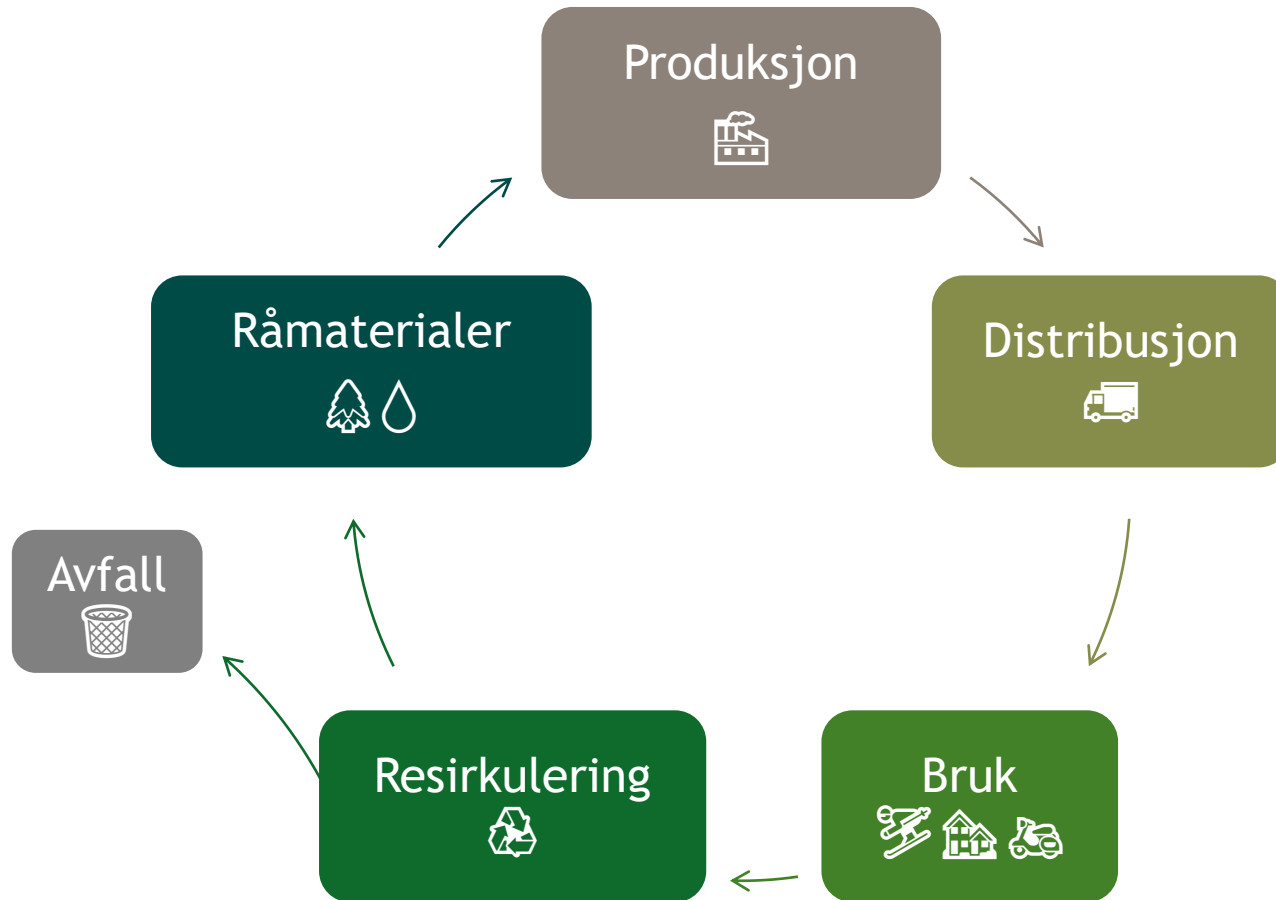 Produksjon
Råmaterialer
Distribusjon
Avfall
Resirkulering
Bruk